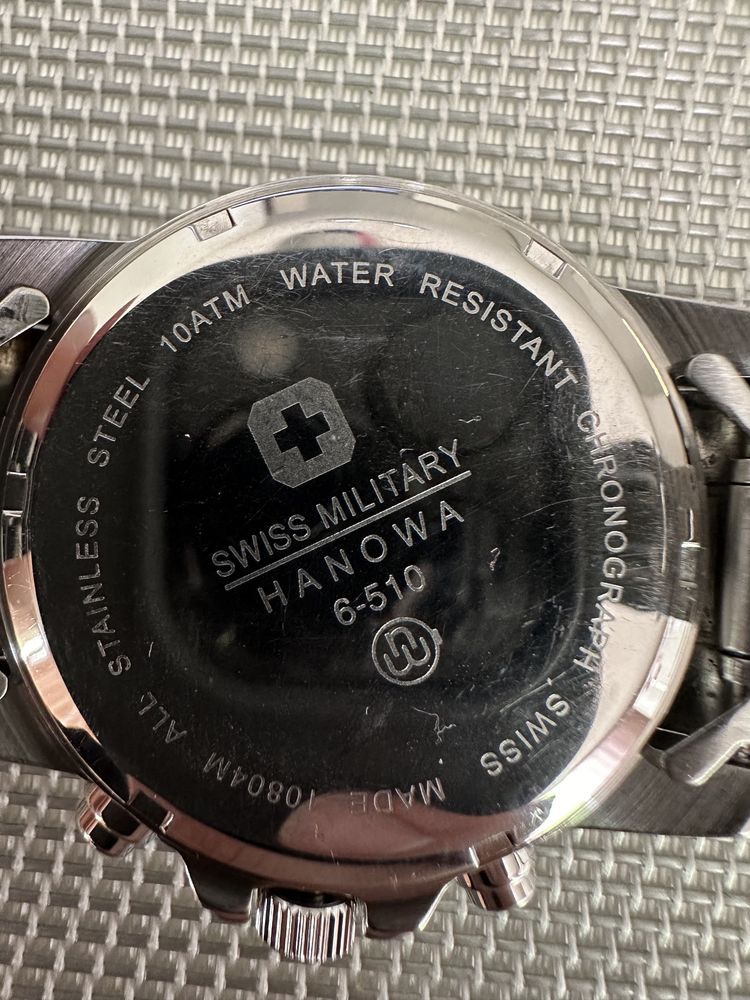 10ATM WATER RESISTANT CHRONOGRAPH SWISS MADE 10804M ALL STAINLESS STEEL
SWISS MILITARY
HANOWA
6-510